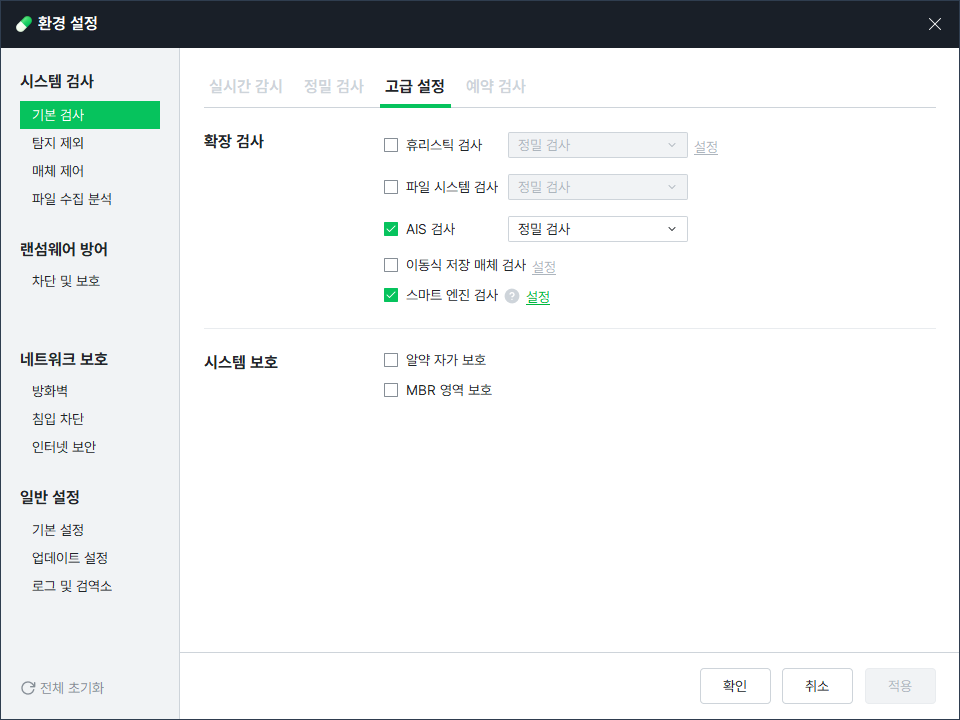 환경 설정
시스템 검사
기본 검사
탐지 제외
매체 제어
파일 수집 분석
랜섬웨어 방어
차단 및 보호
네트워크 보호
방화벽
침입 차단
인터넷 보안
일반 설정
기본 설정
업데이트 설정
로그 및 검역소
전체 초기화
실시간 감시 정밀 검사 고급 설정 예약 검사
확장 검사
휴리스틱 검사 정밀 검사 설정
파일 시스템 검사 정밀 검사
AIS 검사 정밀 검사
이동식 저장 매체 검사 설정
스마트 엔진 검사 ? 설정
시스템 보호
알약 자가 보호
MBR 영역 보호
확인 취소 적용